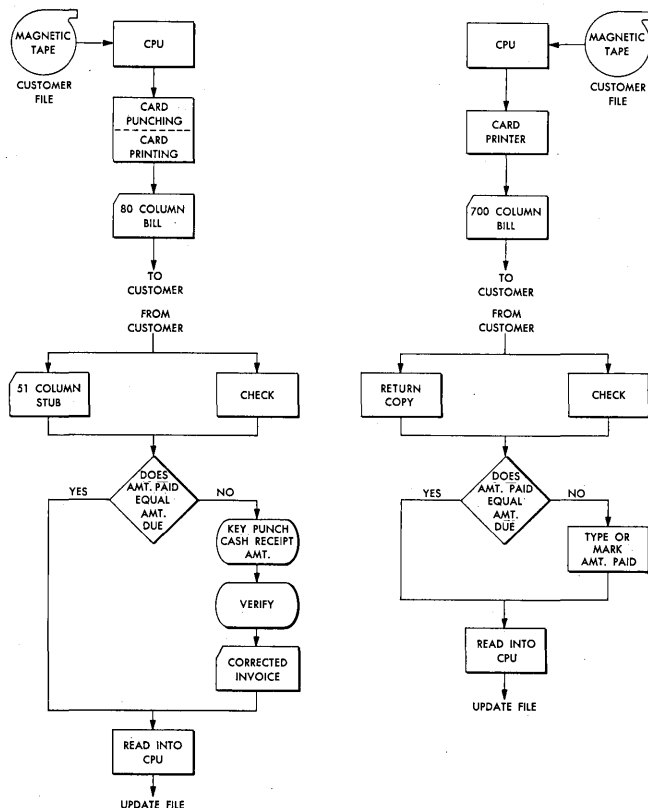 MAGNETIC
TAPE
CUSTOMER
FILE
CPU
CARD
PUNCHING
CARD
PRINTING
80 COLUMN
BILL
TO
CUSTOMER
FROM
CUSTOMER
51 COLUMN
STUB
CHECK
DOES
AMT. PAID
EQUAL
AMT.
DUE
YES
NO
KEY PUNCH
CASH RECEIPT
AMT.
VERIFY
CORRECTED
INVOICE
READ INTO
CPU
UPDATE FILE
CPU
MAGNETIC
TAPE
CUSTOMER
FILE
CARD
PRINTER
700 COLUMN
BILL
TO
CUSTOMER
FROM
CUSTOMER
RETURN
COPY
CHECK
DOES
AMT. PAID
EQUAL
AMT.
DUE
YES
NO
TYPE OR
MARK
AMT. PAID
READ INTO
CPU
UPDATE FILE